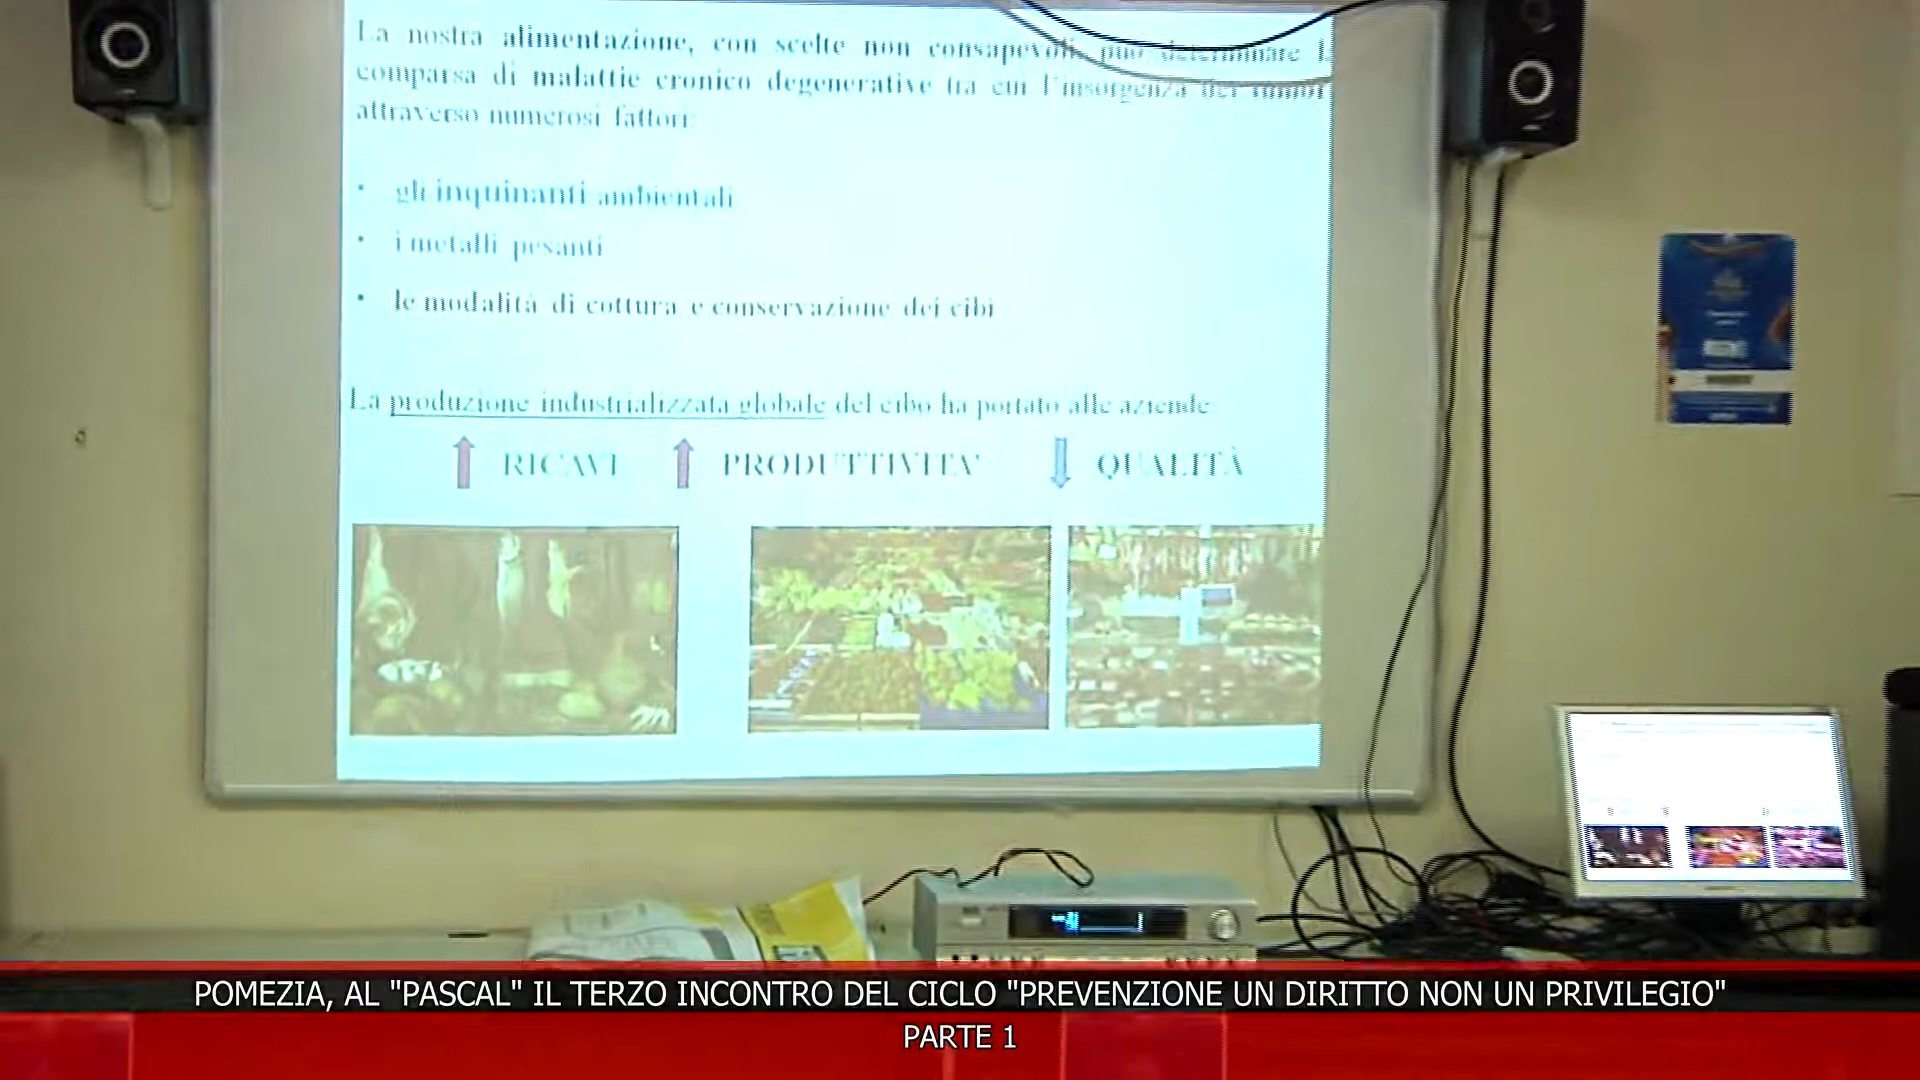 La nostra alimentazione, con scelte non consapevoli, può determinare la
comparsa di malattie cronico degenerative tra cui l'insorgenza dei tumori
attraverso numerosi fattori:
• gli inquinanti ambientali
• i metalli pesanti
• le modalità di cottura e conservazione dei cibi
La produzione industrializzata globale del cibo ha portato alle aziende
RICAVI PRODUTTIVITA' QUALITÀ
POMEZIA, AL "PASCAL" IL TERZO INCONTRO DEL CICLO "PREVENZIONE UN DIRITTO NON UN PRIVILEGIO"
PARTE 1